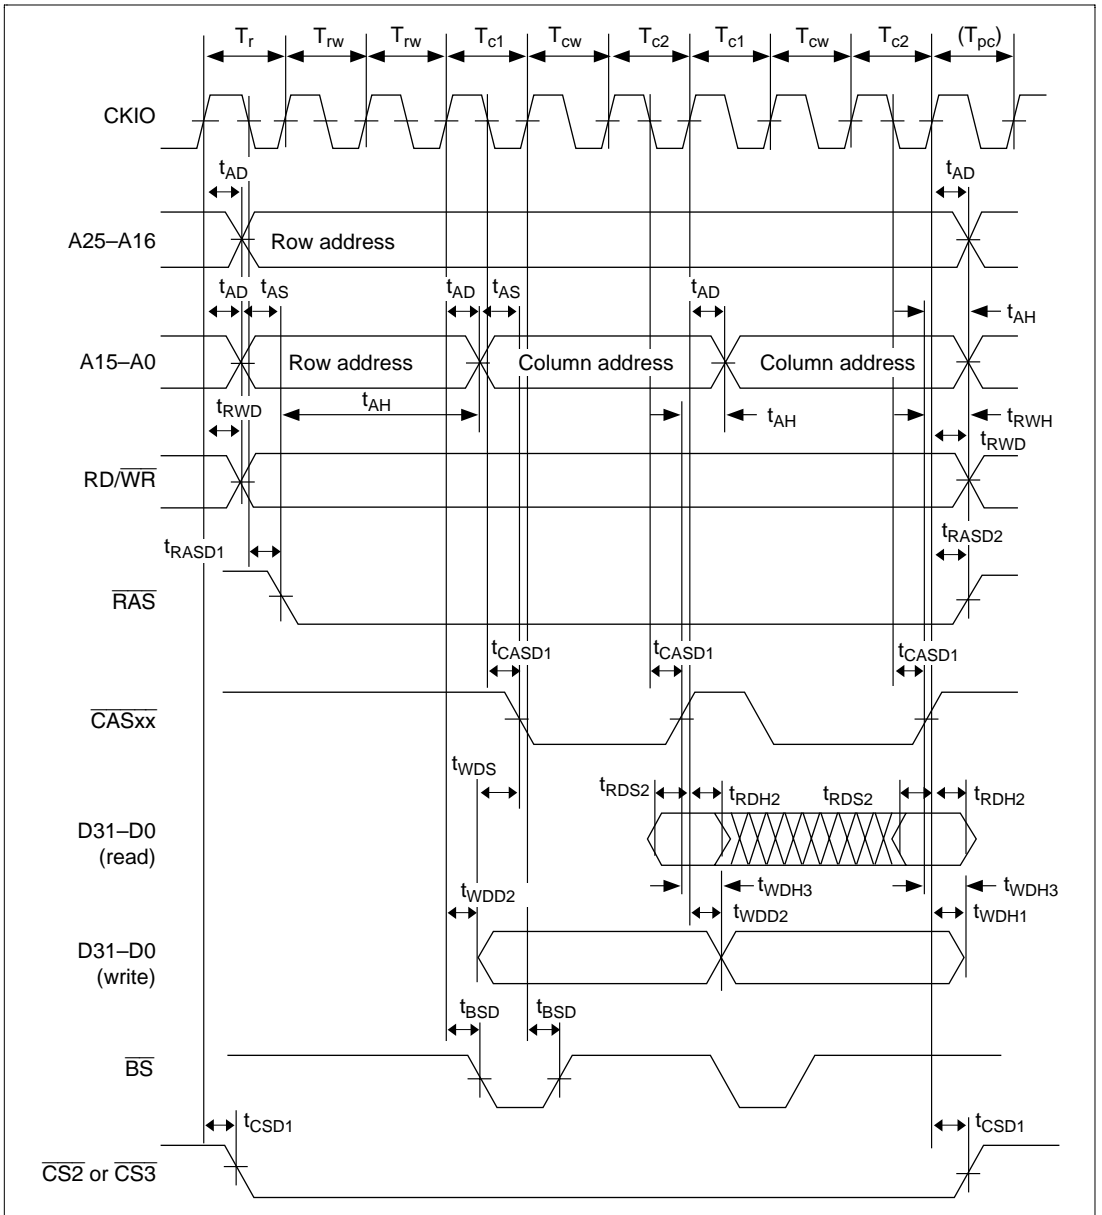 Tr Trw Trw Tc1 Tcw Tc2 Tc1 Tcw Tc2 (Tpc)
CKIO
tAD tAD
A25–A16 Row address
tAD tAS tAD tAS tAD tAH
A15–A0 Row address Column address Column address
tRWD tAH tAH tRWH
tRWD
RD/WR
tRASD1 tRASD2
RAS
tCASD1 tCASD1 tCASD1
CASxx
tWDS tRDS2 tRDH2 tRDS2 tRDH2
D31–D0
(read)
tWDH3 tWDH3
tWDD2 tWDD2 tWDH1
D31–D0
(write)
tBSD tBSD
BS
tCSD1 tCSD1
CS2 or CS3